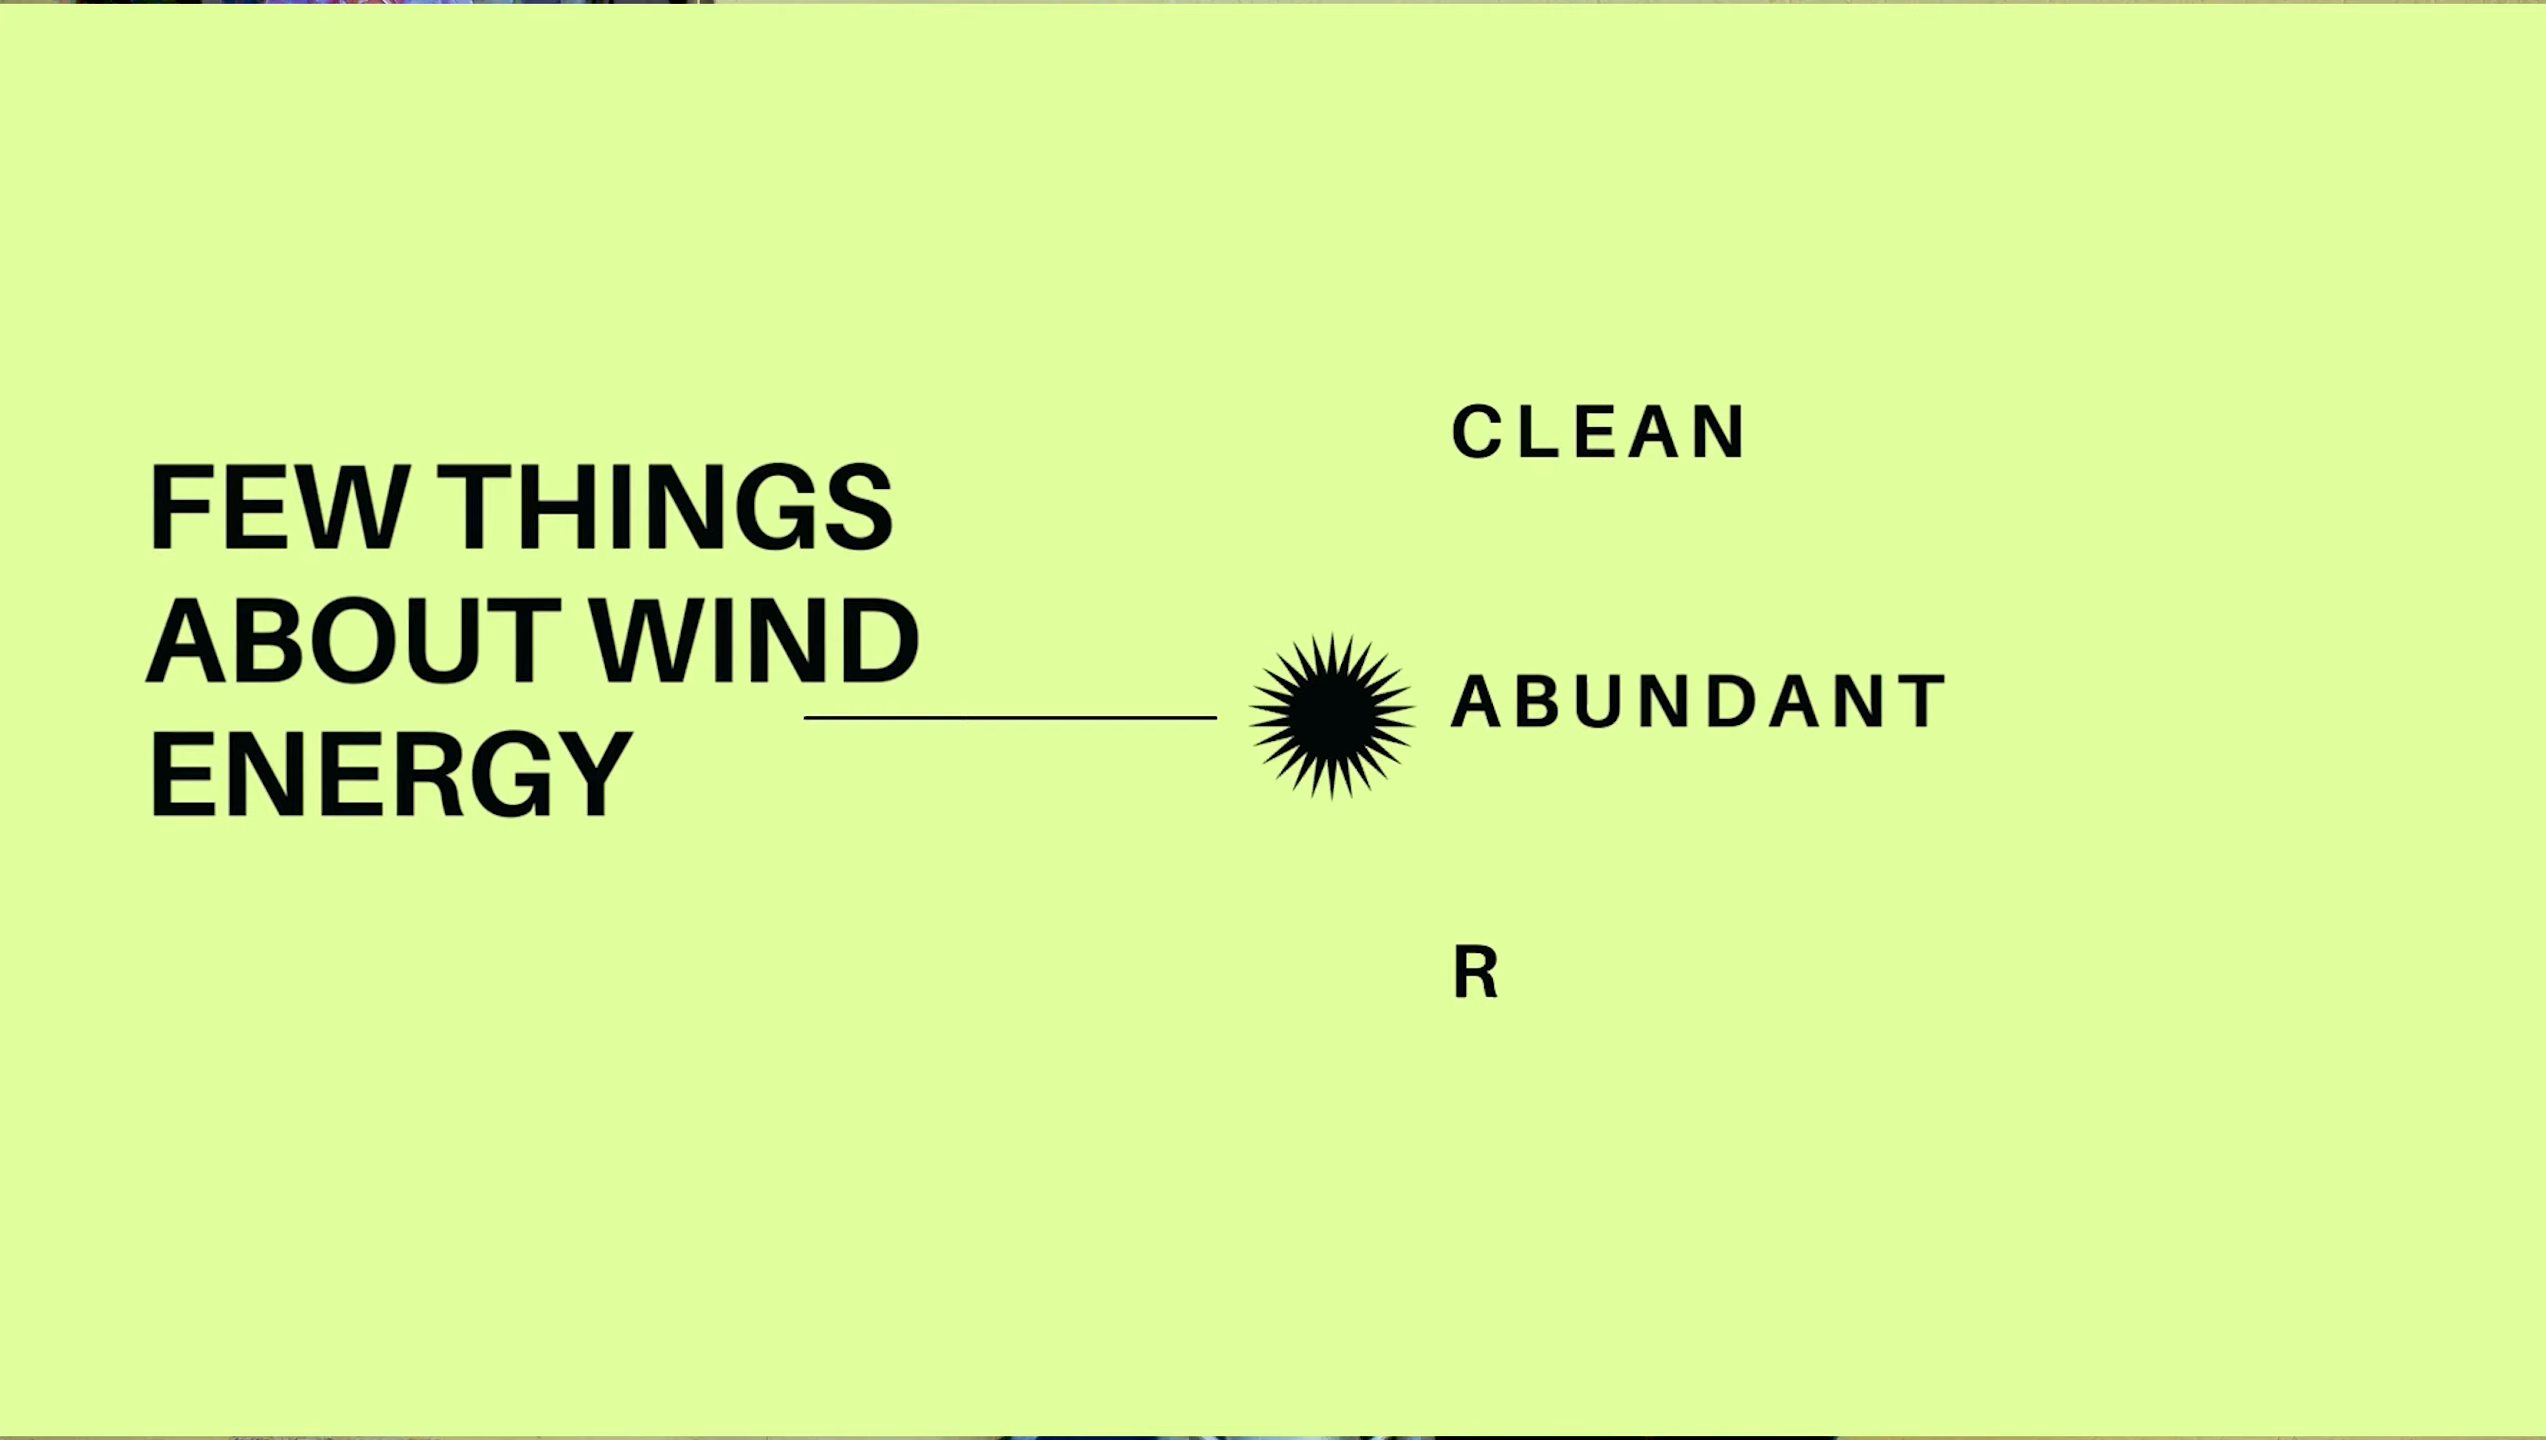 FEW THINGS
ABOUT WIND
ENERGY
CLEAN
ABUNDANT
R